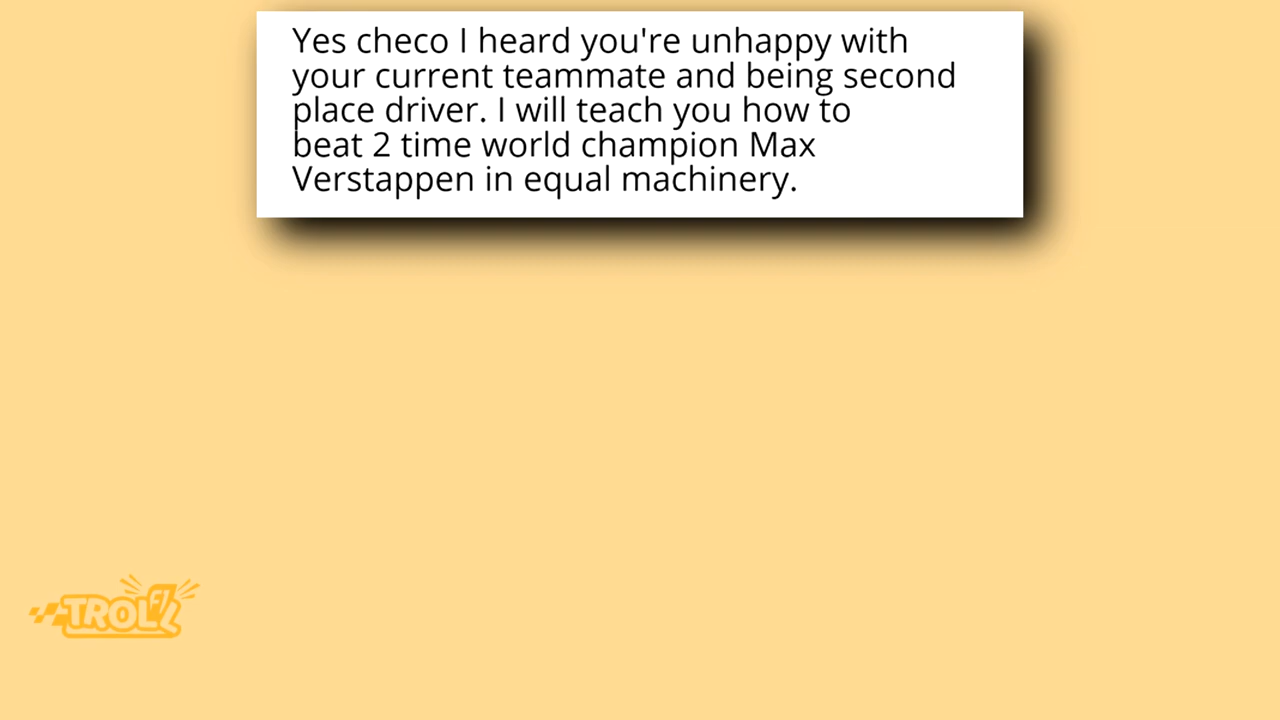 Yes checo I heard you're unhappy with
your current teammate and being second
place driver. I will teach you how to
beat 2 time world champion Max
Verstappen in equal machinery.
TROLL
F1